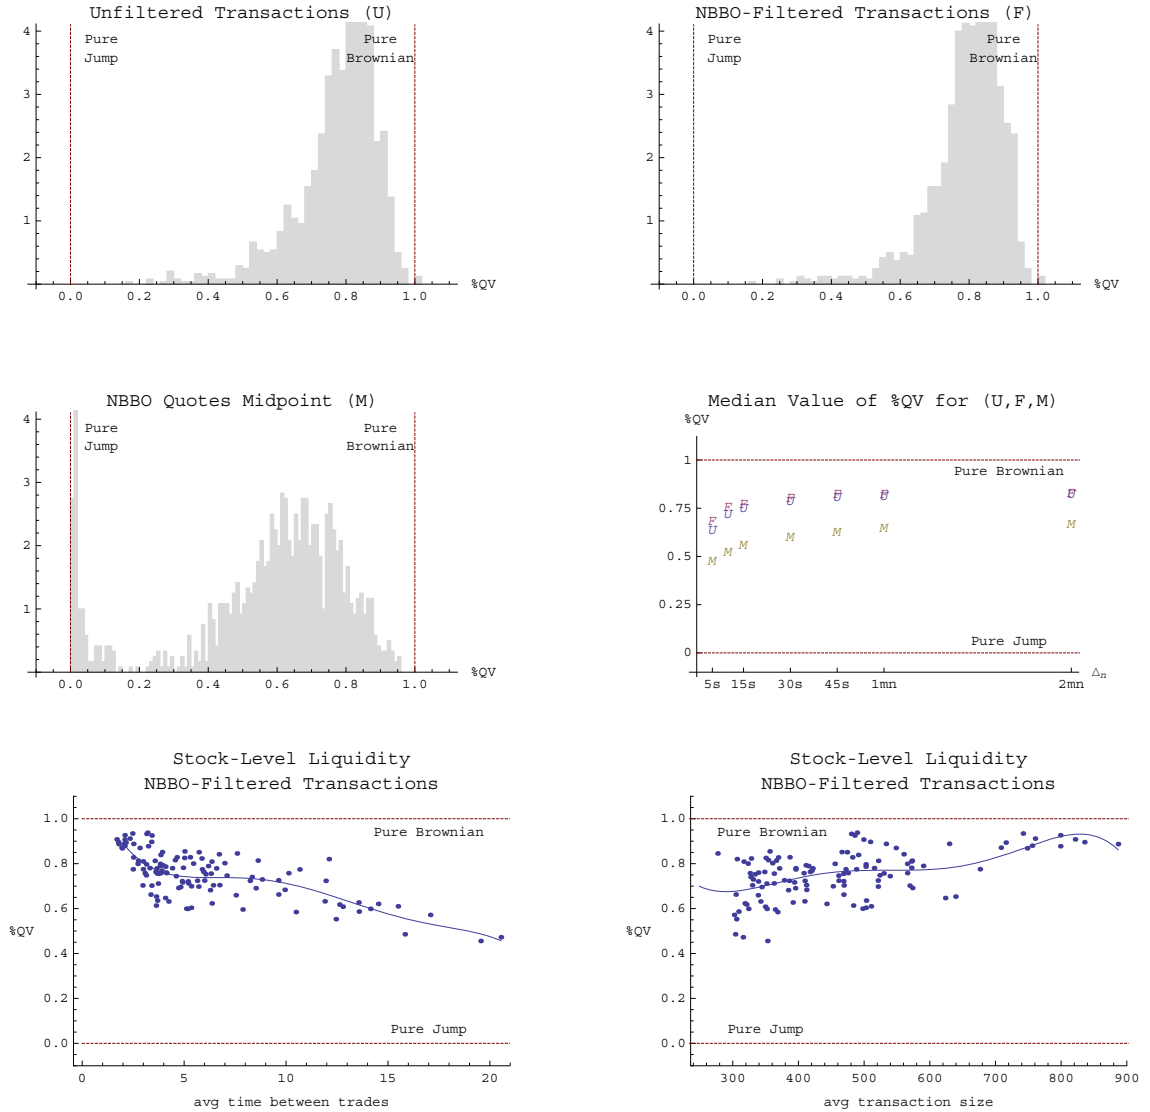 Unfiltered Transactions (U)
4
3
2
1
Pure
Jump
Pure
Brownian
0.0 0.2 0.4 0.6 0.8 1.0
%QV
NBBO-Filtered Transactions (F)
4
3
2
1
Pure
Jump
Pure
Brownian
0.0 0.2 0.4 0.6 0.8 1.0
%QV
NBBO Quotes Midpoint (M)
4
3
2
1
Pure
Jump
Pure
Brownian
0.0 0.2 0.4 0.6 0.8 1.0
%QV
Median Value of %QV for (U,F,M)
%QV
1
0.75
0.5
0.25
0
Pure Brownian
F F F F F F F
U U U U U U U
M M M M M M M
Pure Jump
5s 15s 30s 45s 1mn 2mn
Δn
Stock-Level Liquidity
NBBO-Filtered Transactions
1.0
0.8
0.6
%QV
0.4
0.2
0.0
Pure Brownian
Pure Jump
0 5 10 15 20
avg time between trades
Stock-Level Liquidity
NBBO-Filtered Transactions
1.0
0.8
0.6
%QV
0.4
0.2
0.0
Pure Brownian
Pure Jump
300 400 500 600 700 800 900
avg transaction size